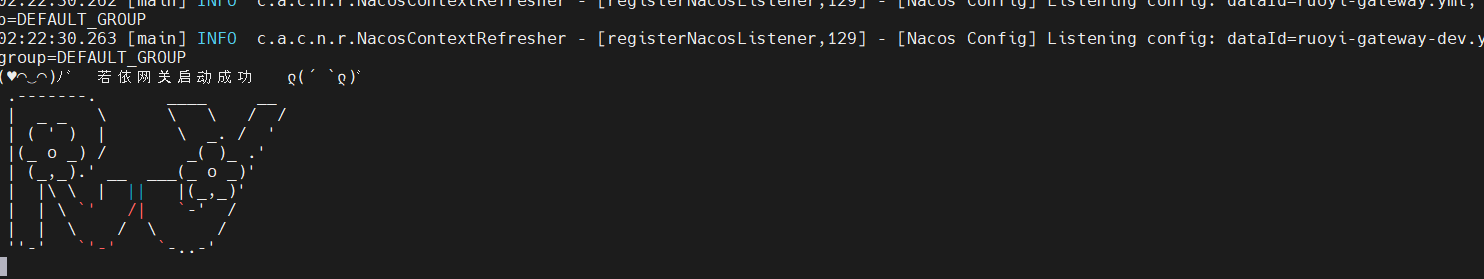 02:22:30.262 [main] INFO  c.a.c.n.r.NacosContextRefresher - [registerNacosListener,129] - [Nacos Config] Listening config: dataId=ruoyi-gateway.yml,
p=DEFAULT_GROUP
02:22:30.263 [main] INFO  c.a.c.n.r.NacosContextRefresher - [registerNacosListener,129] - [Nacos Config] Listening config: dataId=ruoyi-gateway-dev.y
group=DEFAULT_GROUP
(♥◠‿◠)ノ゙  若依网关启动成功   ლ(´ڡ`ლ)゙
 .-------.       ____     __
 |  _ _   \      \   \   /  /
 | ( ' )  |       \  _. /  '
 |(_ o _) /        _( )_ .'
 | (_,_).' __  ___(_ o _)'
 |  |\ \  |  ||   |(_,_)'
 |  | \ `'   /|   `-'  /
 |  |  \    /  \      /
 ''-'   `'-'    `-..-'